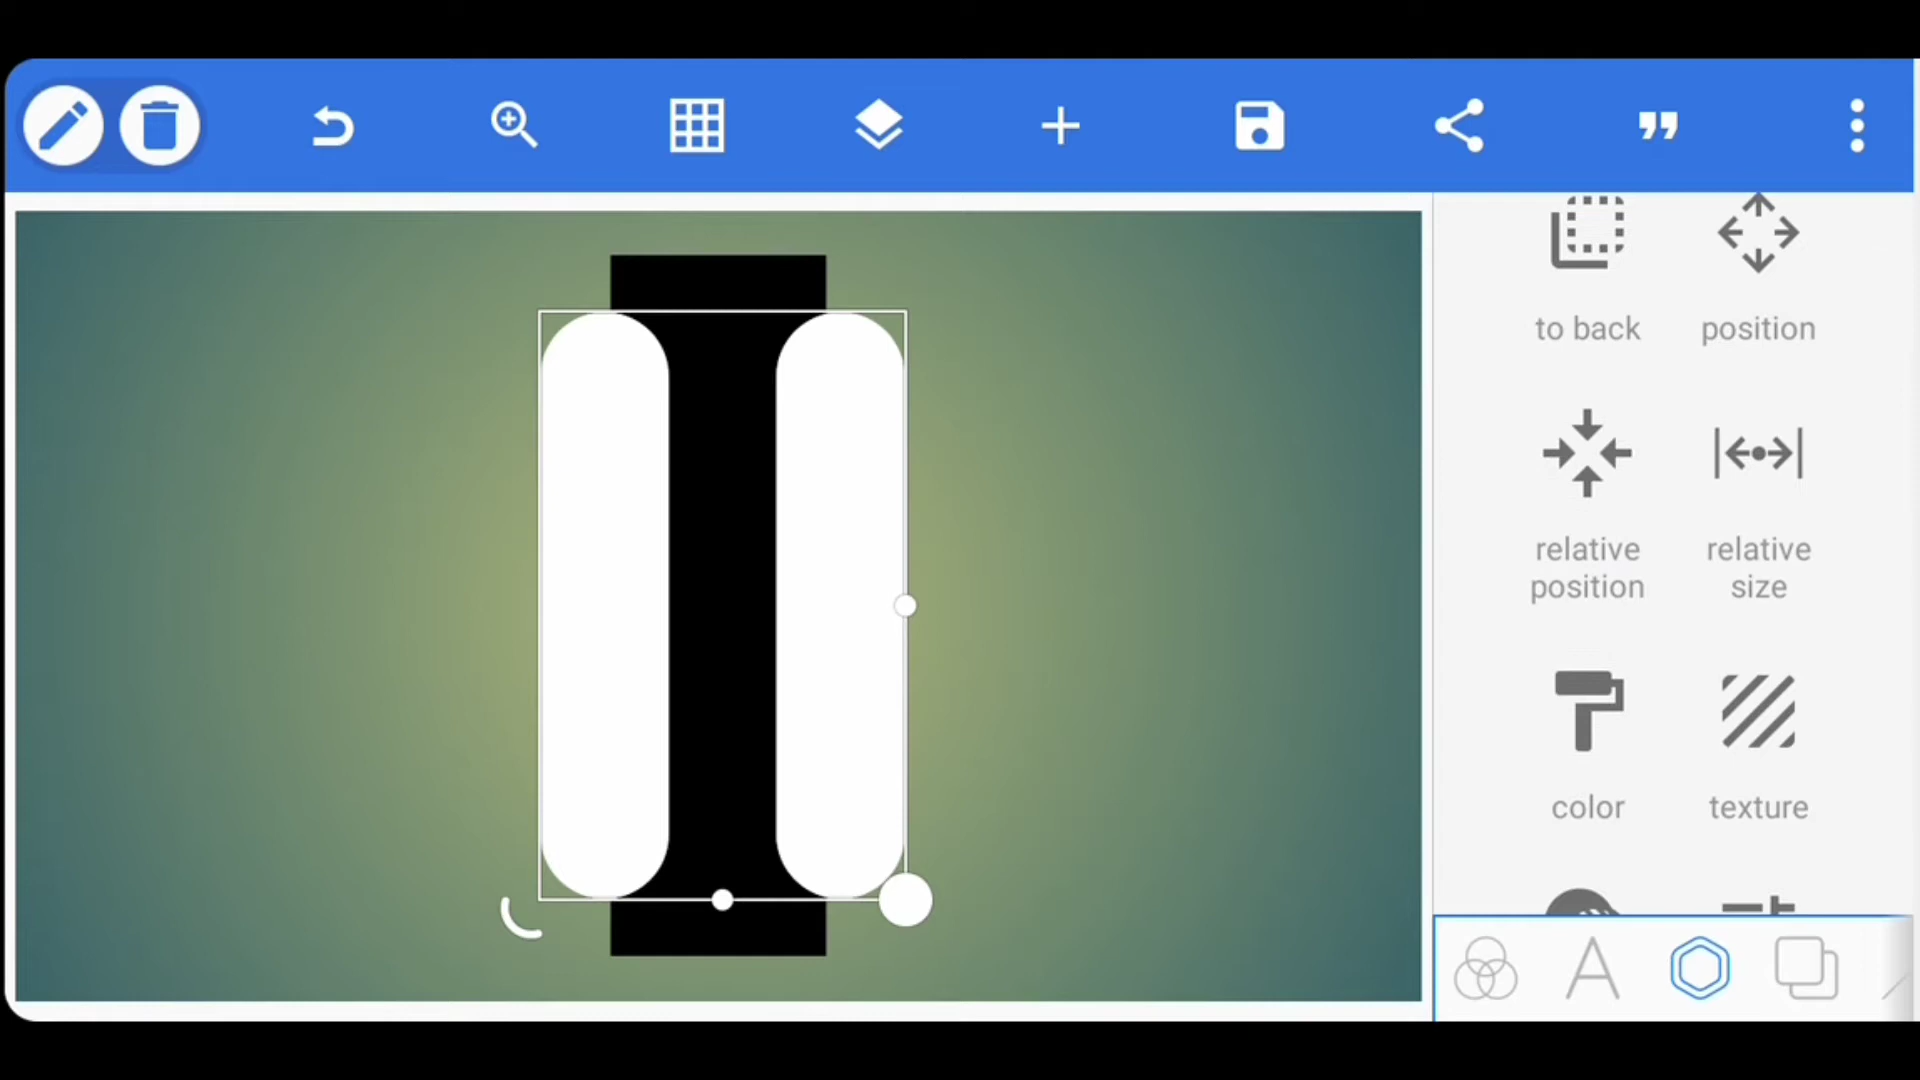 to back
position
relative
position
relative
size
color
texture